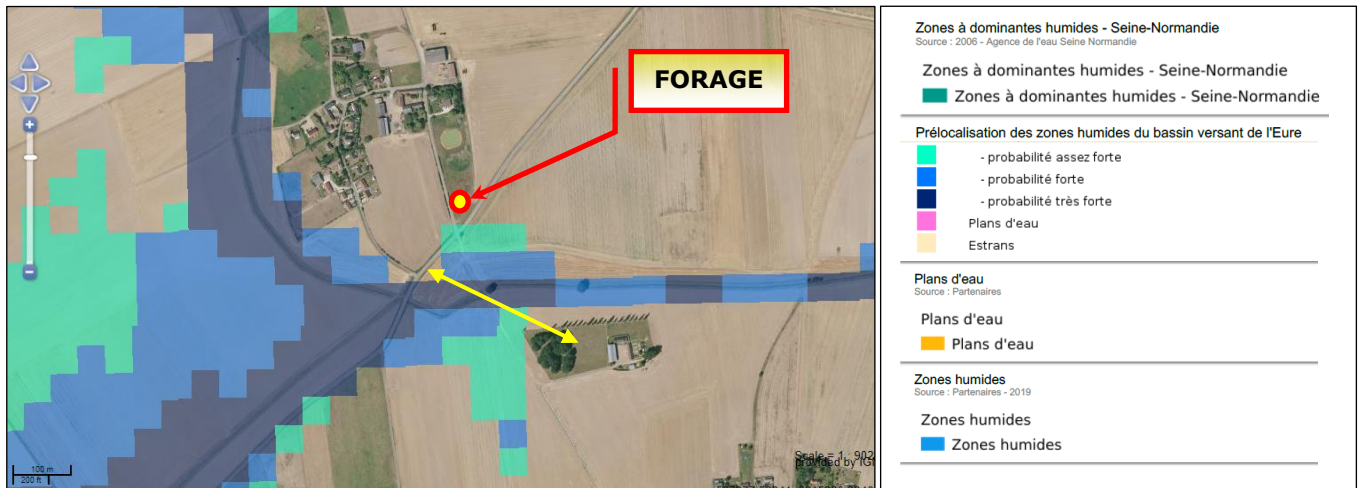 FORAGE
100 m
200 ft
Scale = 1 : 902
provided by IGN
Zones à dominantes humides - Seine-Normandie
Source : 2006 - Agence de l'eau Seine Normandie
Zones à dominantes humides - Seine-Normandie
Zones à dominantes humides - Seine-Normandie
Prélocalisation des zones humides du bassin versant de l'Eure
- probabilité assez forte
- probabilité forte
- probabilité très forte
Plans d'eau
Estrans
Plans d'eau
Source : Partenaires
Plans d'eau
Plans d'eau
Zones humides
Source : Partenaires - 2019
Zones humides
Zones humides